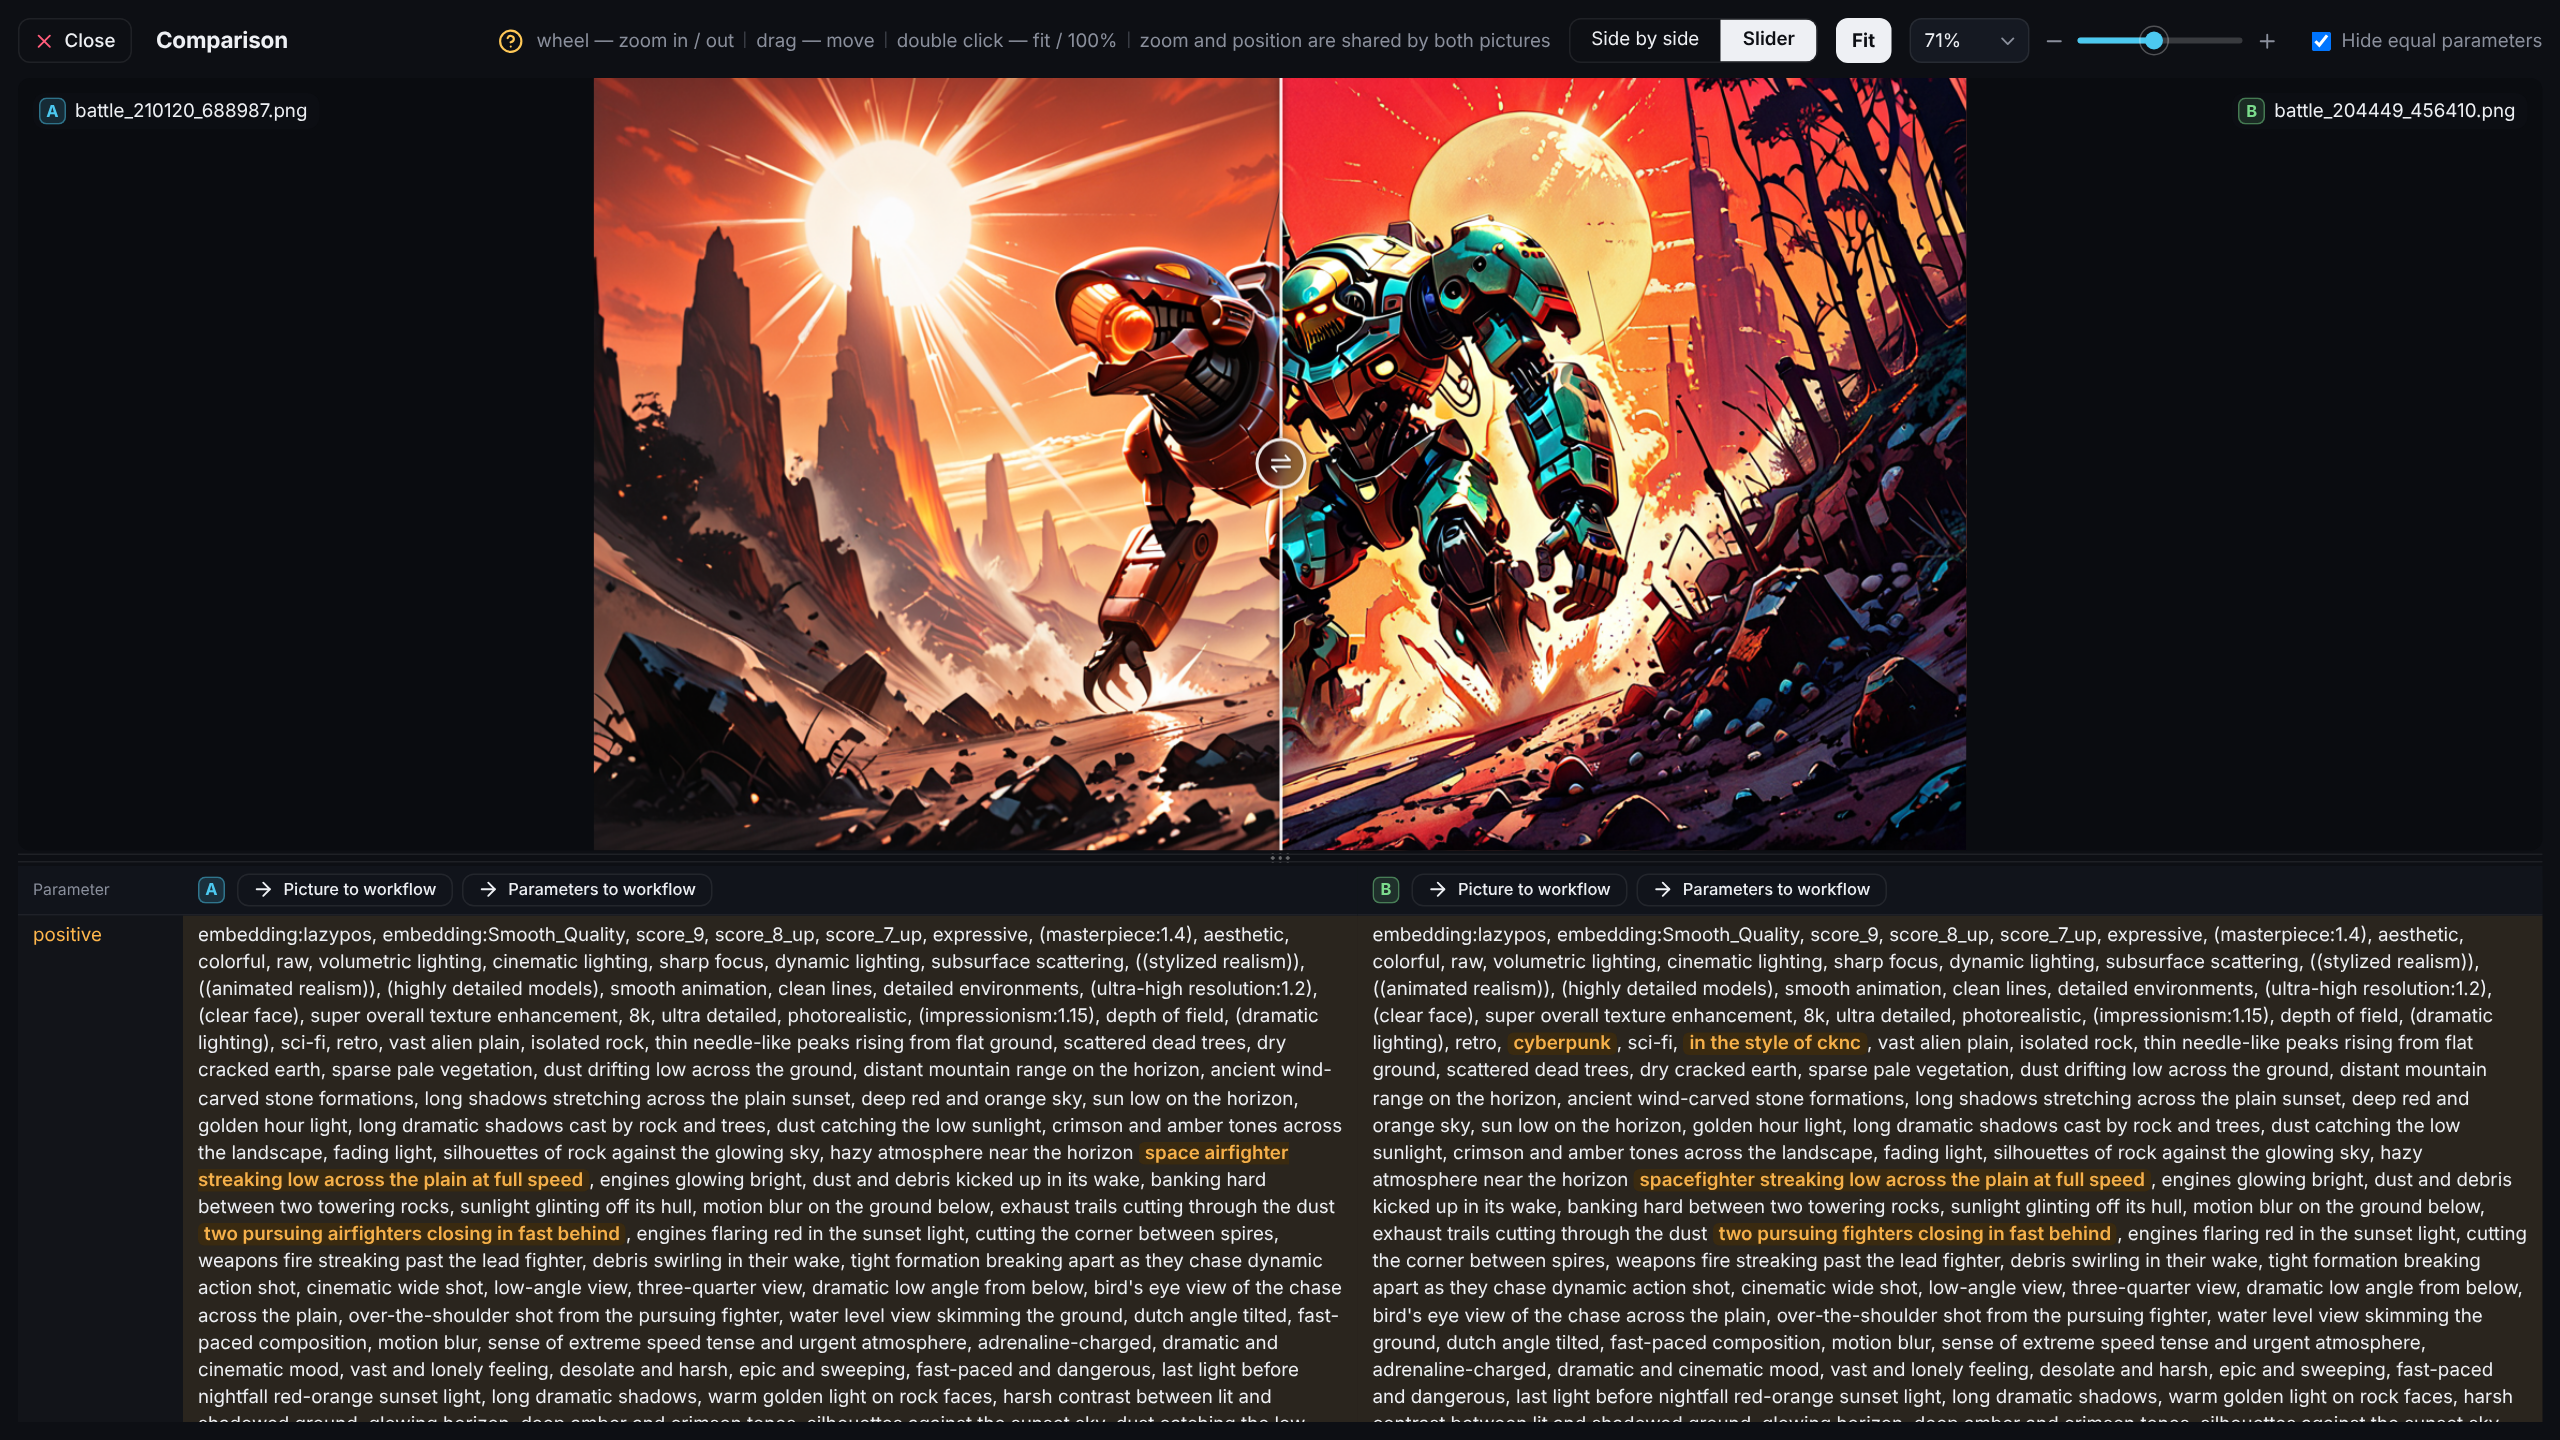 Close
Comparison
wheel — zoom in / out | drag — move | double click — fit / 100% | zoom and position are shared by both pictures
Side by side
Slider
Fit
71%
Hide equal parameters
A battle_210120_688987.png
B battle_204449_456410.png
Parameter
A → Picture to workflow → Parameters to workflow
B → Picture to workflow → Parameters to workflow
positive
embedding:lazypos, embedding:Smooth_Quality, score_9, score_8_up, score_7_up, expressive, (masterpiece:1.4), aesthetic,
colorful, raw, volumetric lighting, cinematic lighting, sharp focus, dynamic lighting, subsurface scattering, ((stylized realism)),
((animated realism)), (highly detailed models), smooth animation, clean lines, detailed environments, (ultra-high resolution:1.2),
(clear face), super overall texture enhancement, 8k, ultra detailed, photorealistic, (impressionism:1.15), depth of field, (dramatic
lighting), sci-fi, retro, vast alien plain, isolated rock, thin needle-like peaks rising from flat ground, scattered dead trees, dry
cracked earth, sparse pale vegetation, dust drifting low across the ground, distant mountain range on the horizon, ancient wind-
carved stone formations, long shadows stretching across the plain sunset, deep red and orange sky, sun low on the horizon,
golden hour light, long dramatic shadows cast by rock and trees, dust catching the low sunlight, crimson and amber tones across
the landscape, fading light, silhouettes of rock against the glowing sky, hazy atmosphere near the horizon space airfighter
streaking low across the plain at full speed , engines glowing bright, dust and debris kicked up in its wake, banking hard
between two towering rocks, sunlight glinting off its hull, motion blur on the ground below, exhaust trails cutting through the dust
two pursuing airfighters closing in fast behind , engines flaring red in the sunset light, cutting the corner between spires,
weapons fire streaking past the lead fighter, debris swirling in their wake, tight formation breaking apart as they chase dynamic
action shot, cinematic wide shot, low-angle view, three-quarter view, dramatic low angle from below, bird's eye view of the chase
across the plain, over-the-shoulder shot from the pursuing fighter, water level view skimming the ground, dutch angle tilted, fast-
paced composition, motion blur, sense of extreme speed tense and urgent atmosphere, adrenaline-charged, dramatic and
cinematic mood, vast and lonely feeling, desolate and harsh, epic and sweeping, fast-paced and dangerous, last light before
nightfall red-orange sunset light, long dramatic shadows, warm golden light on rock faces, harsh contrast between lit and
shadowed ground, glowing horizon, deep amber and crimson tones, silhouettes against the sunset sky, dust catching the low
embedding:lazypos, embedding:Smooth_Quality, score_9, score_8_up, score_7_up, expressive, (masterpiece:1.4), aesthetic,
colorful, raw, volumetric lighting, cinematic lighting, sharp focus, dynamic lighting, subsurface scattering, ((stylized realism)),
((animated realism)), (highly detailed models), smooth animation, clean lines, detailed environments, (ultra-high resolution:1.2),
(clear face), super overall texture enhancement, 8k, ultra detailed, photorealistic, (impressionism:1.15), depth of field, (dramatic
lighting), retro, cyberpunk , sci-fi, in the style of cknc , vast alien plain, isolated rock, thin needle-like peaks rising from flat
ground, scattered dead trees, dry cracked earth, sparse pale vegetation, dust drifting low across the ground, distant mountain
range on the horizon, ancient wind-carved stone formations, long shadows stretching across the plain sunset, deep red and
orange sky, sun low on the horizon, golden hour light, long dramatic shadows cast by rock and trees, dust catching the low
sunlight, crimson and amber tones across the landscape, fading light, silhouettes of rock against the glowing sky, hazy
atmosphere near the horizon spacefighter streaking low across the plain at full speed , engines glowing bright, dust and debris
kicked up in its wake, banking hard between two towering rocks, sunlight glinting off its hull, motion blur on the ground below,
exhaust trails cutting through the dust two pursuing fighters closing in fast behind , engines flaring red in the sunset light, cutting
the corner between spires, weapons fire streaking past the lead fighter, debris swirling in their wake, tight formation breaking
apart as they chase dynamic action shot, cinematic wide shot, low-angle view, three-quarter view, dramatic low angle from below,
bird's eye view of the chase across the plain, over-the-shoulder shot from the pursuing fighter, water level view skimming the
ground, dutch angle tilted, fast-paced composition, motion blur, sense of extreme speed tense and urgent atmosphere,
adrenaline-charged, dramatic and cinematic mood, vast and lonely feeling, desolate and harsh, epic and sweeping, fast-paced
and dangerous, last light before nightfall red-orange sunset light, long dramatic shadows, warm golden light on rock faces, harsh
contrast between lit and shadowed ground, glowing horizon, deep amber and crimson tones, silhouettes against the sunset sky,